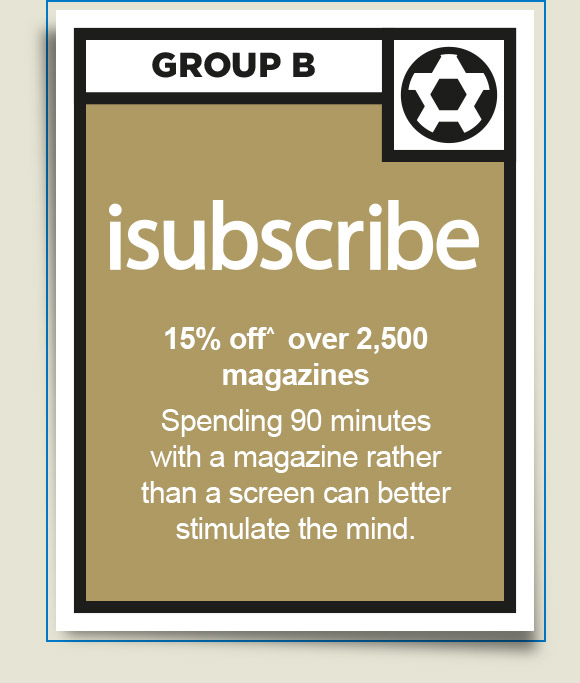 GROUP B
isubscribe
15% off^ over 2,500
magazines
Spending 90 minutes
with a magazine rather
than a screen can better
stimulate the mind.